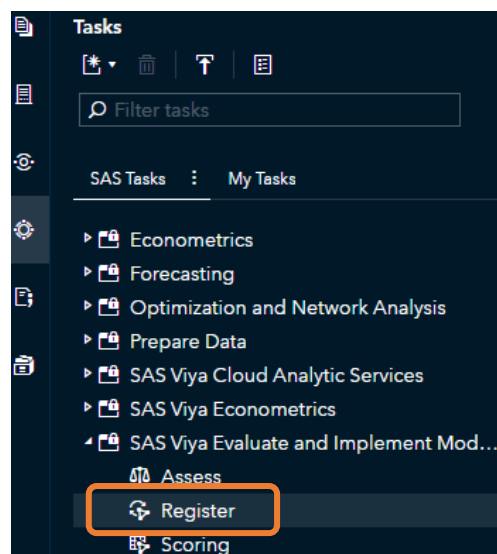 Tasks
Filter tasks
SAS Tasks
My Tasks
Econometrics
Forecasting
Optimization and Network Analysis
Prepare Data
SAS Viya Cloud Analytic Services
SAS Viya Econometrics
SAS Viya Evaluate and Implement Mod...
Assess
Register
Scoring